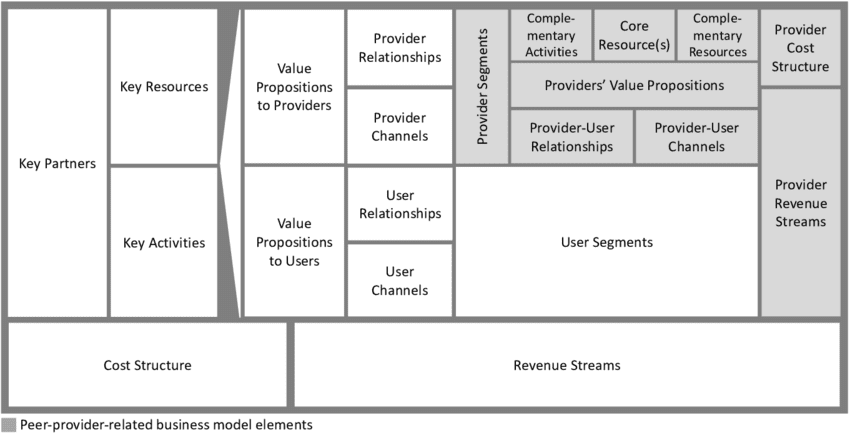 Key Partners
Key Resources
Key Activities
Value
Propositions
to Providers
Value
Propositions
to Users
Provider
Relationships
Provider
Channels
User
Relationships
User
Channels
Provider Segments
Comple-
mentary
Activities
Core
Resource(s)
Comple-
mentary
Resources
Providers' Value Propositions
Provider-User
Relationships
Provider-User
Channels
User Segments
Provider
Cost
Structure
Provider
Revenue
Streams
Cost Structure
Revenue Streams
Peer-provider-related business model elements